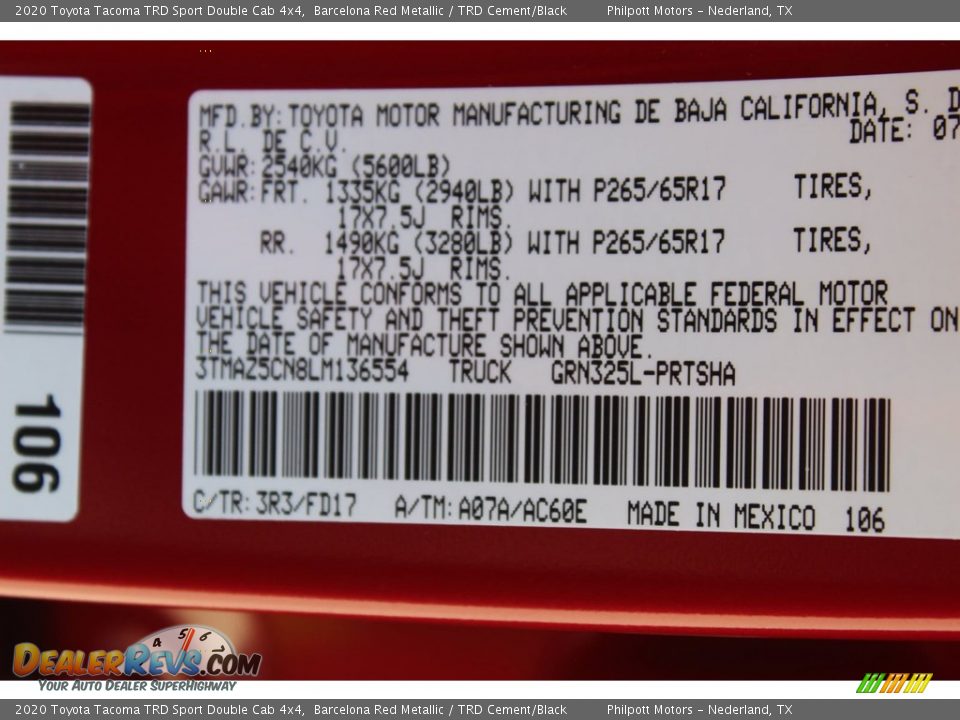 2020 Toyota Tacoma TRD Sport Double Cab 4x4, Barcelona Red Metallic / TRD Cement/Black Philpott Motors - Nederland, TX
MFD.BY:TOYOTA MOTOR MANUFACTURING DE BAJA CALIFORNIA, S. D
R.L. DE C.V. DATE: 07
GVWR:2540KG (5600LB)
GAWR:FRT. 1335KG (2940LB) WITH P265/65R17 TIRES,
17X7.5J RIMS.
RR. 1490KG (3280LB) WITH P265/65R17 TIRES,
17X7.5J RIMS.
THIS VEHICLE CONFORMS TO ALL APPLICABLE FEDERAL MOTOR
VEHICLE SAFETY AND THEFT PREVENTION STANDARDS IN EFFECT ON
THE DATE OF MANUFACTURE SHOWN ABOVE.
3TMAZ5CN8LM136554 TRUCK GRN325L-PRTSHA
C/TR:3R3/FD17 A/TM:A07A/AC60E MADE IN MEXICO 106
106
4 5 6 7
DEALERREVS.COM
YOUR AUTO DEALER SUPERHIGHWAY
2020 Toyota Tacoma TRD Sport Double Cab 4x4, Barcelona Red Metallic / TRD Cement/Black Philpott Motors - Nederland, TX